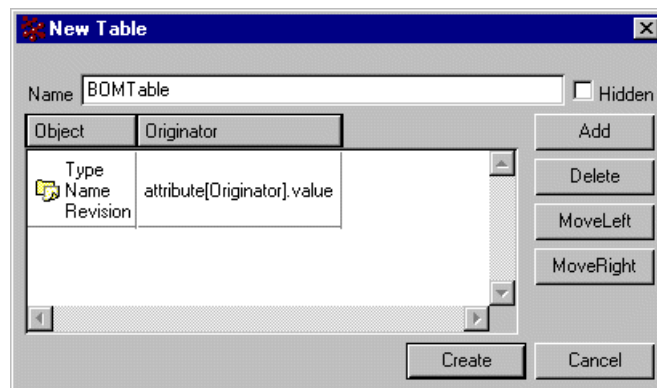 New Table
Name BOMTable Hidden
Object Originator Add
Type
Name attribute[Originator].value
Revision
Delete
MoveLeft
MoveRight
Create Cancel